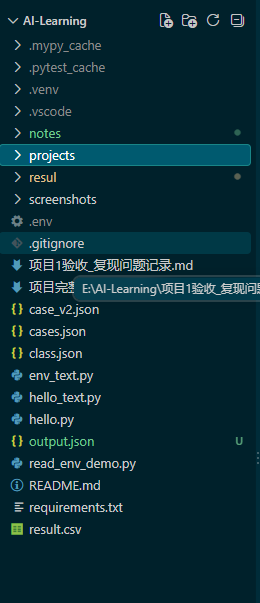 AI-Learning
.mypy_cache
.pytest_cache
.venv
.vscode
notes
projects
resul
screenshots
.env
.gitignore
项目1验收_复现问题记录.md
项目完
E:\AI-Learning\项目1验收_复现问题
case_v2.json
cases.json
class.json
env_text.py
hello_text.py
hello.py
output.json U
read_env_demo.py
README.md
requirements.txt
result.csv